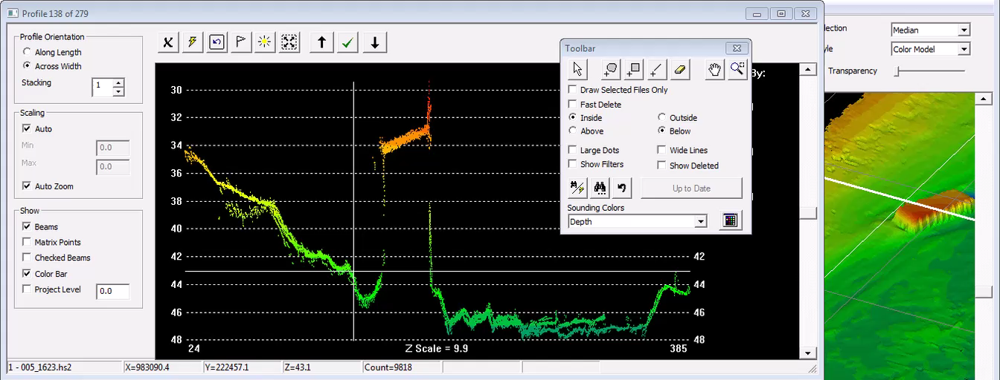 Profile 138 of 279
Profile Orientation
Along Length
Across Width
Stacking
1
Scaling
Auto
Min
0.0
Max
0.0
Auto Zoom
Show
Beams
Matrix Points
Checked Beams
Color Bar
Project Level
0.0
30
32
34
36
38
40
42
44
46
48
42
44
46
48
24
Z Scale = 9.9
385
Toolbar
Draw Selected Files Only
Fast Delete
Inside
Outside
Above
Below
Large Dots
Wide Lines
Show Filters
Show Deleted
Up to Date
Sounding Colors
Depth
By:
Median
Color Model
Transparency
1 - 005_1623.hs2
X=983090.4
Y=222457.1
Z=43.1
Count=9818